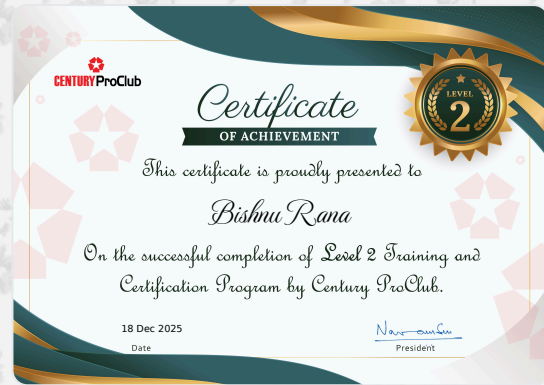 CENTURY ProClub
Certificate
OF ACHIEVEMENT
LEVEL
2
This certificate is proudly presented to
Bishnu Rana
On the successful completion of Level 2 Training and
Certification Program by Century ProClub.
18 Dec 2025
Date
President